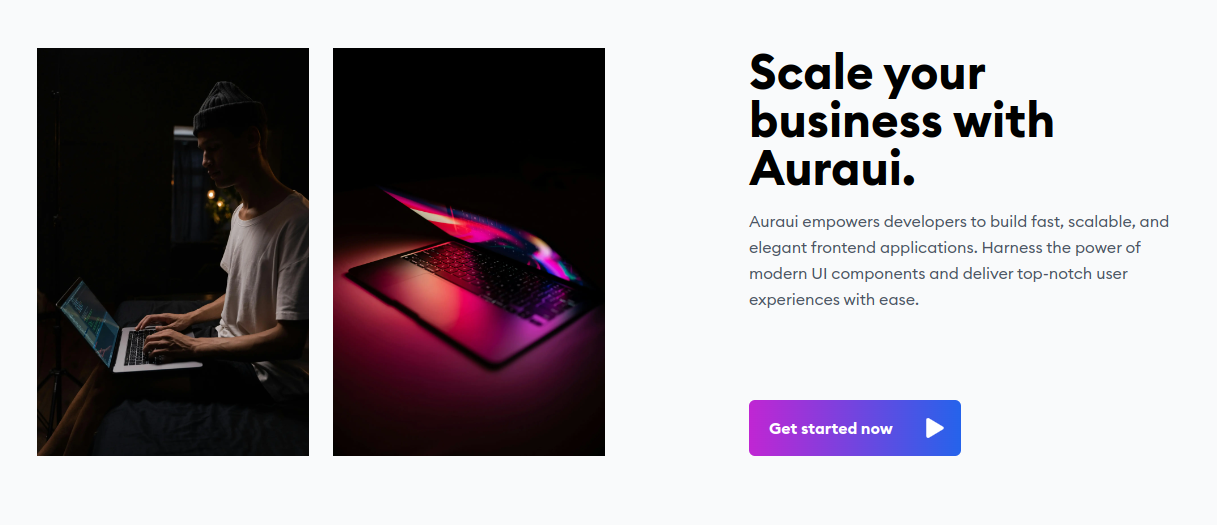 Scale your
business with
Auraui.
Auraui empowers developers to build fast, scalable, and
elegant frontend applications. Harness the power of
modern UI components and deliver top-notch user
experiences with ease.
Get started now